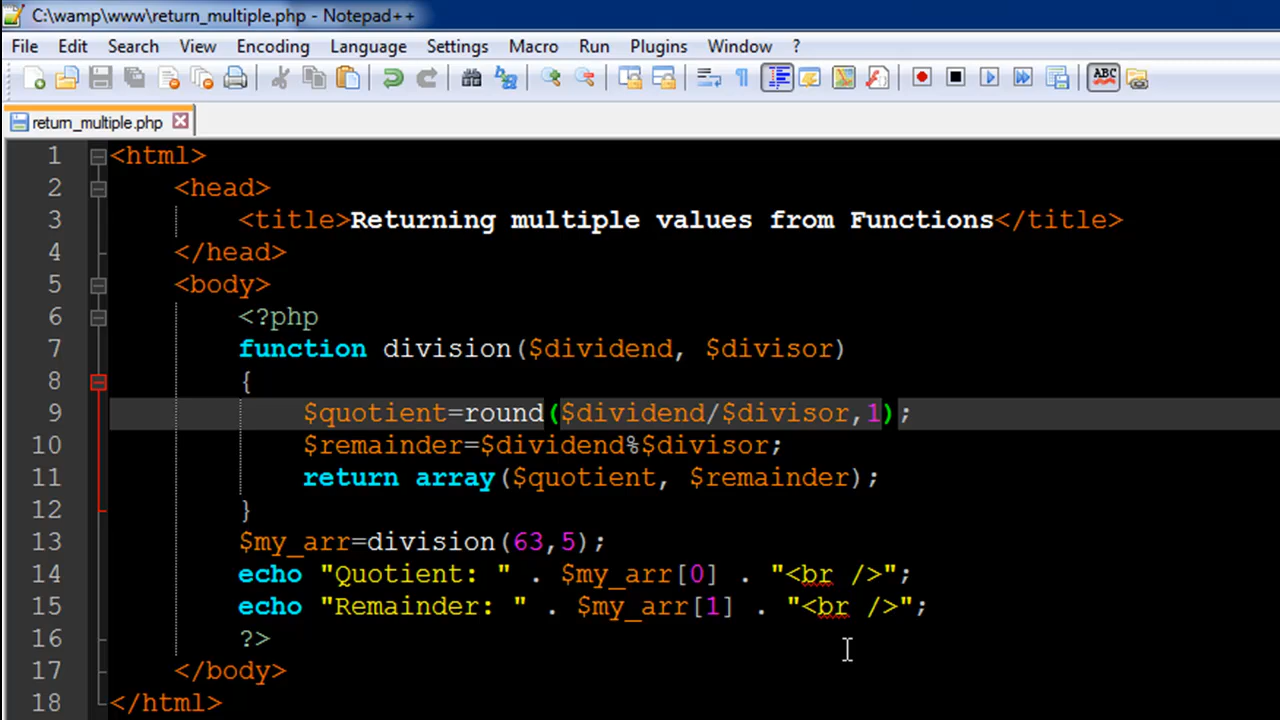 C:\wamp\www\return_multiple.php - Notepad++
File Edit Search View Encoding Language Settings Macro Run Plugins Window ?
ABC
return_multiple.php
1 <html>
2 <head>
3 <title>Returning multiple values from Functions</title>
4 </head>
5 <body>
6 <?php
7 function division($dividend, $divisor)
8 {
9 $quotient=round($dividend/$divisor,1);
10 $remainder=$dividend%$divisor;
11 return array($quotient, $remainder);
12 }
13 $my_arr=division(63,5);
14 echo "Quotient: " . $my_arr[0] . "<br />";
15 echo "Remainder: " . $my_arr[1] . "<br />";
16 ?>
17 </body>
18 </html>